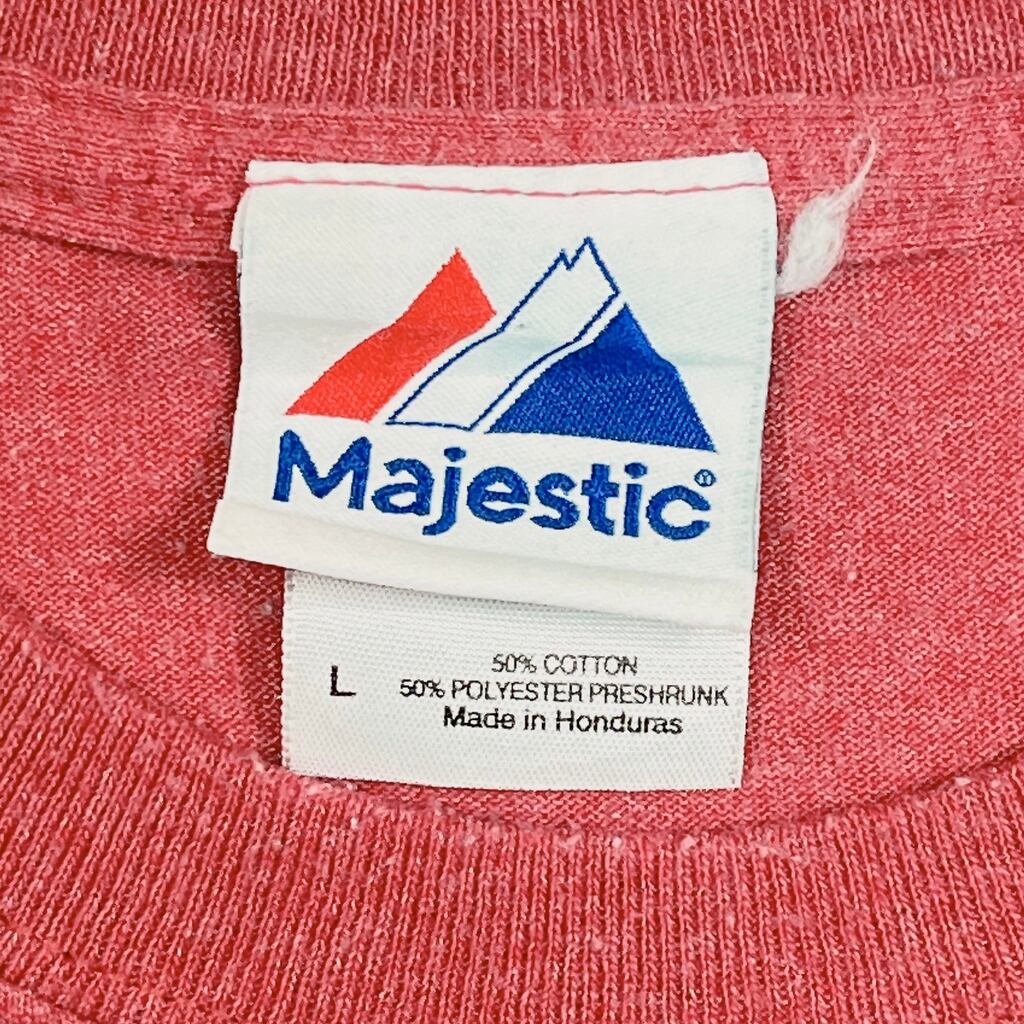 Majestic®
L
50% COTTON
50% POLYESTER PRESHRUNK
Made in Honduras